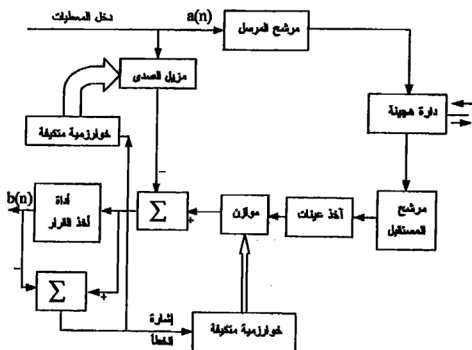 دخل المعطيات
a(n)
مرشح المرسل
مزيل الصدى
دارة هجينة
خوارزمية متكيفة
b(n)
أداة
أخذ القرار
Σ
موازن
آخذ عينات
مرشح
المستقبل
Σ
إشارة
الخطأ
خوارزمية متكيفة